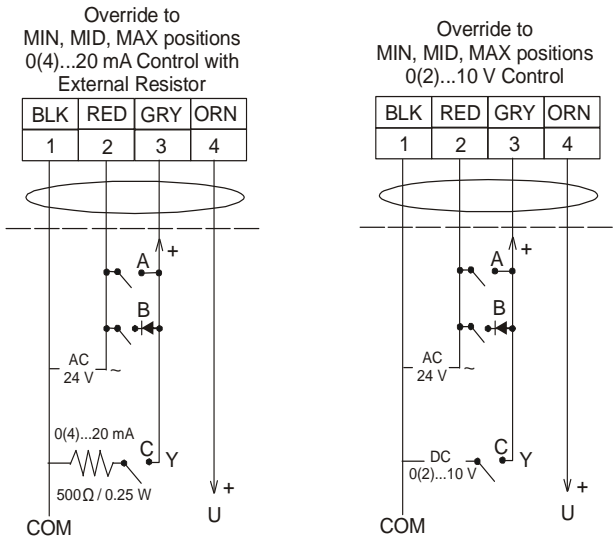 Override to
MIN, MID, MAX positions
0(4)...20 mA Control with
External Resistor
BLK RED GRY ORN
1 2 3 4
+
A
B
AC
24 V ~
0(4)...20 mA
C Y
500Ω / 0.25 W
+
U
COM
Override to
MIN, MID, MAX positions
0(2)...10 V Control
BLK RED GRY ORN
1 2 3 4
+
A
B
AC
24 V ~
DC
0(2)...10 V
C Y
+
U
COM